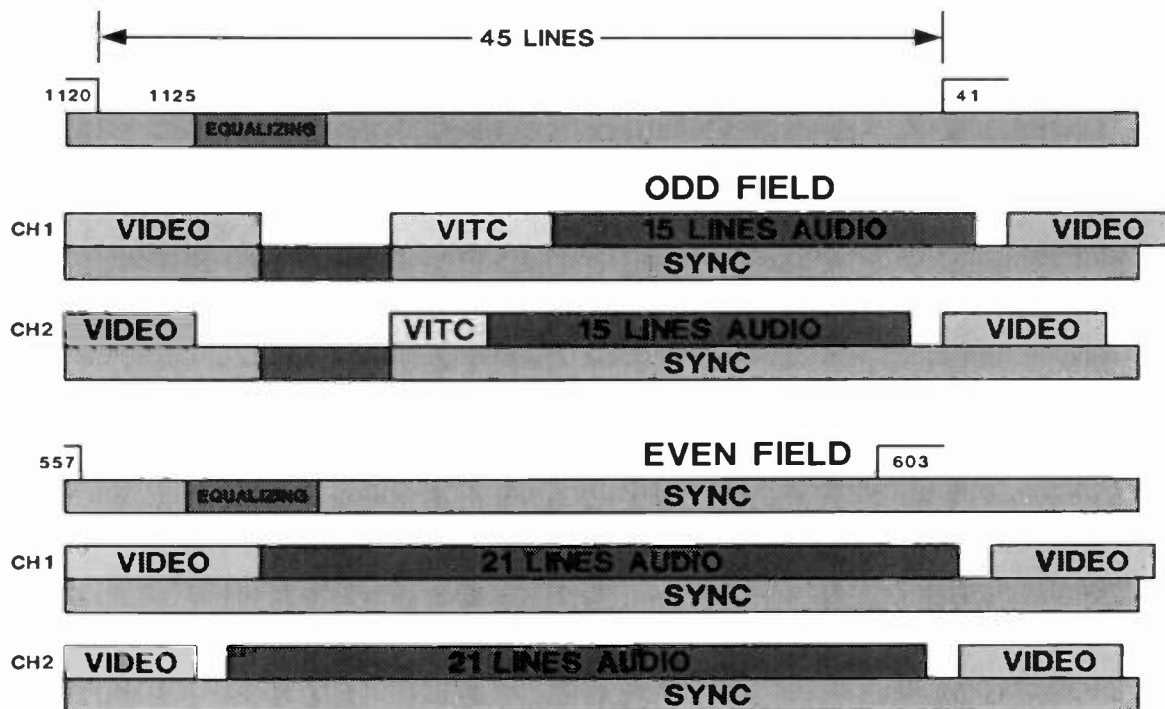 45 LINES
1120 1125 41
EQUALIZING
ODD FIELD
CH1 VIDEO VITC 15 LINES AUDIO VIDEO
SYNC
CH2 VIDEO VITC 15 LINES AUDIO VIDEO
SYNC
557 EVEN FIELD 603
EQUALIZING SYNC
CH1 VIDEO 21 LINES AUDIO VIDEO
SYNC
CH2 VIDEO 21 LINES AUDIO VIDEO
SYNC